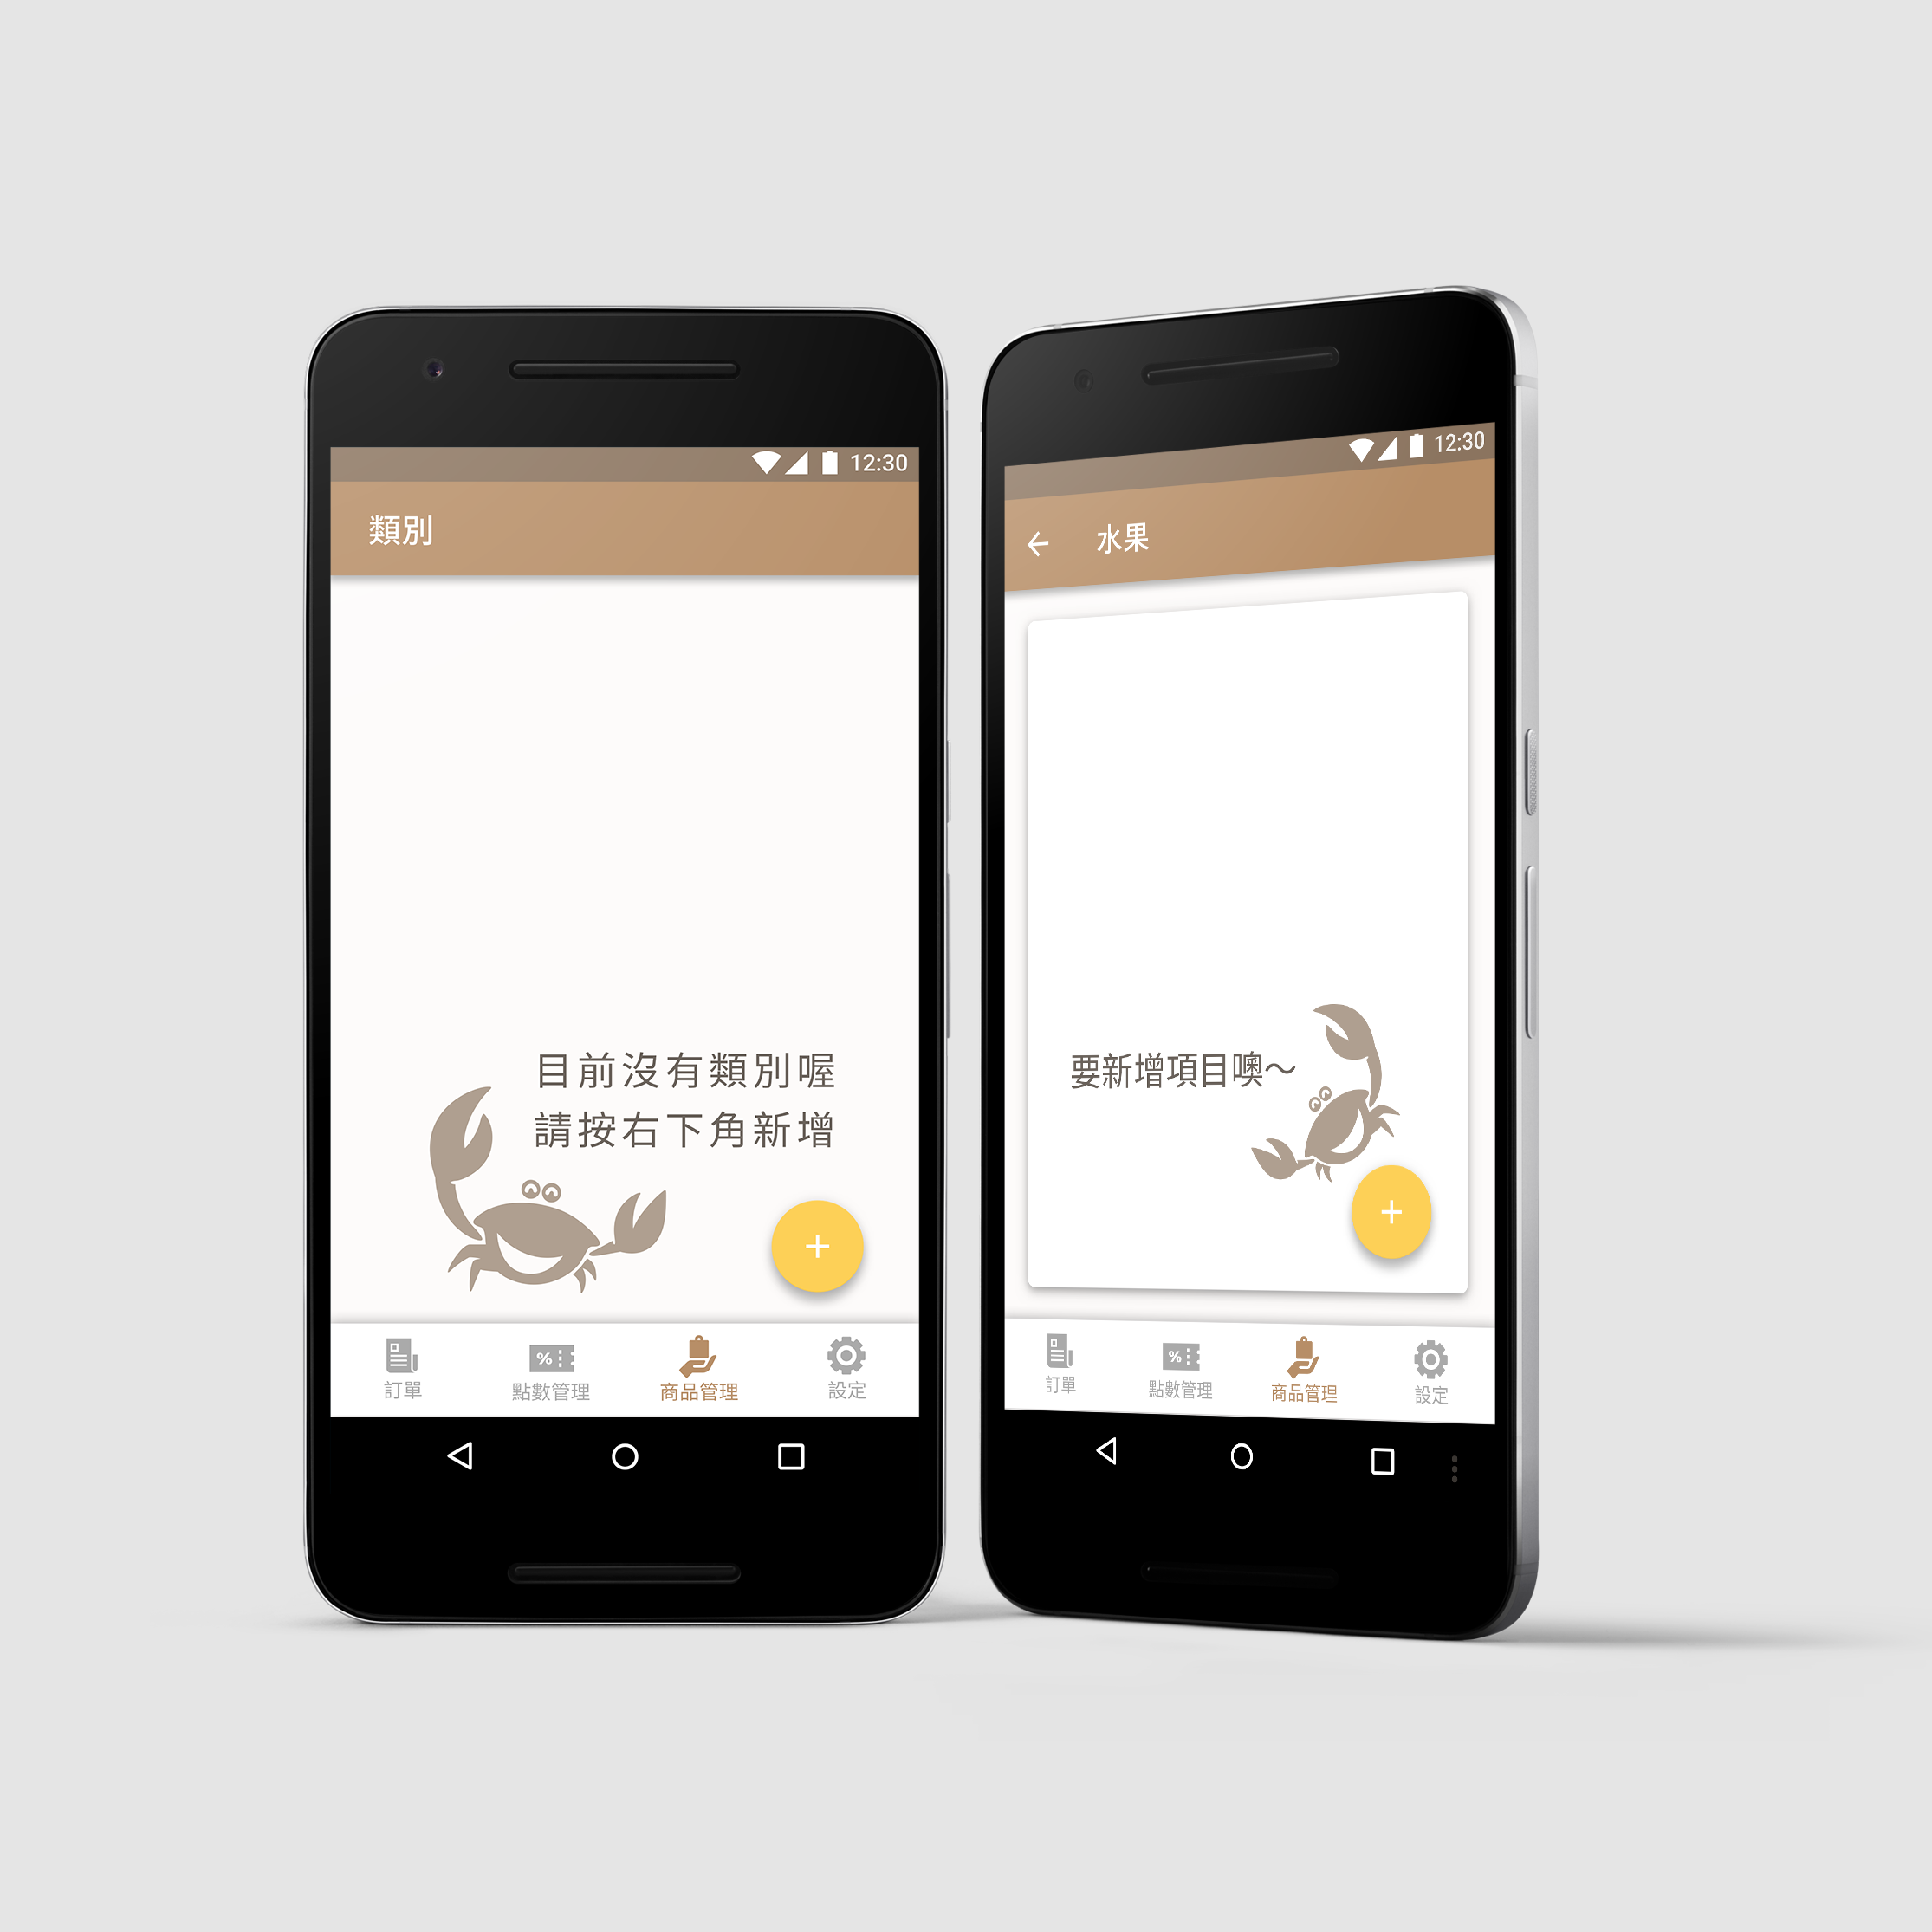 12:30
類別
目前沒有類別喔
請按右下角新增
訂單
點數管理
商品管理
設定
12:30
水果
要新增項目噢～
訂單
點數管理
商品管理
設定